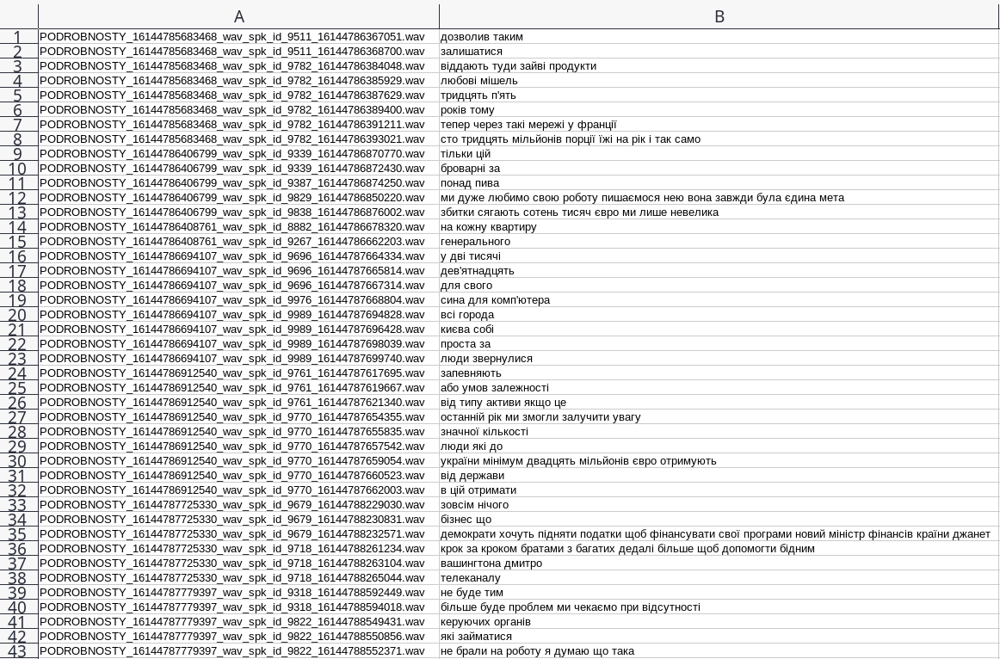 A B
1 PODROBNOSTY_16144785683468_wav_spk_id_9511_16144786367051.wav дозволив таким
2 PODROBNOSTY_16144785683468_wav_spk_id_9511_16144786368700.wav залишатися
3 PODROBNOSTY_16144785683468_wav_spk_id_9782_16144786384048.wav віддають туди зайві продукти
4 PODROBNOSTY_16144785683468_wav_spk_id_9782_16144786385929.wav любові мішель
5 PODROBNOSTY_16144785683468_wav_spk_id_9782_16144786387629.wav тридцять п'ять
6 PODROBNOSTY_16144785683468_wav_spk_id_9782_16144786389400.wav років тому
7 PODROBNOSTY_16144785683468_wav_spk_id_9782_16144786391211.wav тепер через такі мережі у франції
8 PODROBNOSTY_16144785683468_wav_spk_id_9782_16144786393021.wav сто тридцять мільйонів порції їжі на рік і так само
9 PODROBNOSTY_16144786406799_wav_spk_id_9339_16144786870770.wav тільки цій
10 PODROBNOSTY_16144786406799_wav_spk_id_9339_16144786872430.wav броварні за
11 PODROBNOSTY_16144786406799_wav_spk_id_9387_16144786874250.wav понад пива
12 PODROBNOSTY_16144786406799_wav_spk_id_9829_16144786850220.wav ми дуже любимо свою роботу пишаємося нею вона завжди була єдина мета
13 PODROBNOSTY_16144786406799_wav_spk_id_9838_16144786876002.wav збитки сягають сотень тисяч євро ми лише невелика
14 PODROBNOSTY_16144786408761_wav_spk_id_8882_16144786678320.wav на кожну квартиру
15 PODROBNOSTY_16144786408761_wav_spk_id_9267_16144786662203.wav генерального
16 PODROBNOSTY_16144786694107_wav_spk_id_9696_16144787664334.wav у дві тисячі
17 PODROBNOSTY_16144786694107_wav_spk_id_9696_16144787665814.wav дев'ятнадцять
18 PODROBNOSTY_16144786694107_wav_spk_id_9696_16144787667314.wav для свого
19 PODROBNOSTY_16144786694107_wav_spk_id_9976_16144787668804.wav сина для комп'ютера
20 PODROBNOSTY_16144786694107_wav_spk_id_9989_16144787694828.wav всі города
21 PODROBNOSTY_16144786694107_wav_spk_id_9989_16144787696428.wav києва собі
22 PODROBNOSTY_16144786694107_wav_spk_id_9989_16144787698039.wav проста за
23 PODROBNOSTY_16144786694107_wav_spk_id_9989_16144787699740.wav люди звернулися
24 PODROBNOSTY_16144786912540_wav_spk_id_9761_16144787617695.wav запевняють
25 PODROBNOSTY_16144786912540_wav_spk_id_9761_16144787619667.wav або умов залежності
26 PODROBNOSTY_16144786912540_wav_spk_id_9761_16144787621340.wav від типу активи якщо це
27 PODROBNOSTY_16144786912540_wav_spk_id_9770_16144787654355.wav останній рік ми змогли залучити увагу
28 PODROBNOSTY_16144786912540_wav_spk_id_9770_16144787655835.wav значної кількості
29 PODROBNOSTY_16144786912540_wav_spk_id_9770_16144787657542.wav люди які до
30 PODROBNOSTY_16144786912540_wav_spk_id_9770_16144787659054.wav україни мінімум двадцять мільйонів євро отримують
31 PODROBNOSTY_16144786912540_wav_spk_id_9770_16144787660523.wav від держави
32 PODROBNOSTY_16144786912540_wav_spk_id_9770_16144787662003.wav в цій отримати
33 PODROBNOSTY_16144787725330_wav_spk_id_9679_16144788229030.wav зовсім нічого
34 PODROBNOSTY_16144787725330_wav_spk_id_9679_16144788230831.wav бізнес що
35 PODROBNOSTY_16144787725330_wav_spk_id_9679_16144788232571.wav демократи хочуть підняти податки щоб фінансувати свої програми новий міністр фінансів країни джанет
36 PODROBNOSTY_16144787725330_wav_spk_id_9718_16144788261234.wav крок за кроком братами з багатих дедалі більше щоб допомогти бідним
37 PODROBNOSTY_16144787725330_wav_spk_id_9718_16144788263104.wav вашингтона дмитро
38 PODROBNOSTY_16144787725330_wav_spk_id_9718_16144788265044.wav телеканалу
39 PODROBNOSTY_16144787779397_wav_spk_id_9318_16144788592449.wav не буде тим
40 PODROBNOSTY_16144787779397_wav_spk_id_9318_16144788594018.wav більше буде проблем ми чекаємо при відсутності
41 PODROBNOSTY_16144787779397_wav_spk_id_9822_16144788549431.wav керуючих органів
42 PODROBNOSTY_16144787779397_wav_spk_id_9822_16144788550856.wav які займатися
43 PODROBNOSTY_16144787779397_wav_spk_id_9822_16144788552371.wav не брали на роботу я думаю що така